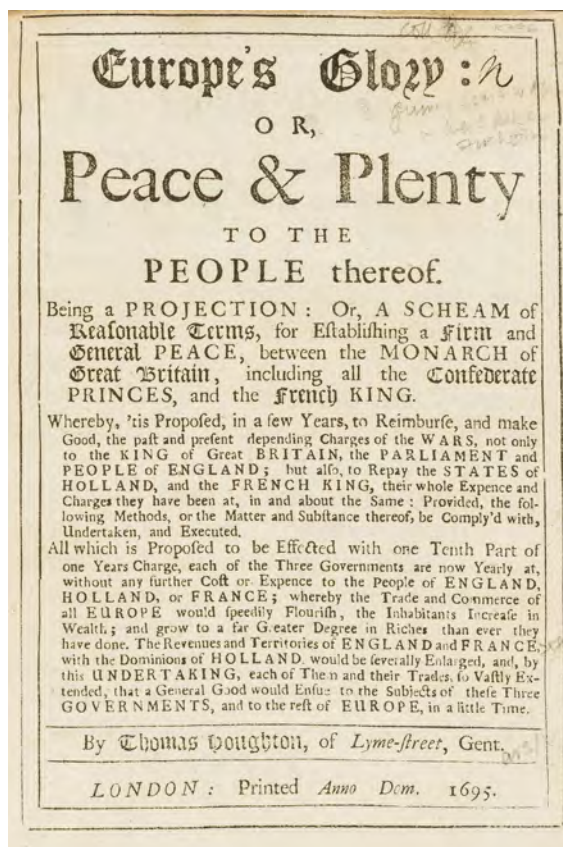 Europe's Glory:
OR,
Peace & Plenty
TO THE
PEOPLE thereof.
Being a PROJECTION: Or, A SCHEAM of
Reaſonable Terms, for Eſtabliſhing a Firm and
General PEACE, between the MONARCH of
Great Britain, including all the Confederate
PRINCES, and the French KING.
Whereby, 'tis Propoſed, in a few Years, to Reimburſe, and make
Good, the paſt and preſent depending Charges of the WARS, not only
to the KING of Great BRITAIN, the PARLIAMENT and
PEOPLE of ENGLAND; but alſo, to Repay the STATES of
HOLLAND, and the FRENCH KING, their whole Expence and
Charges they have been at, in and about the Same: Provided, the fol-
lowing Methods, or the Matter and Subſtance thereof, be Comply'd with,
Undertaken, and Executed.
All which is Propoſed to be Effected with one Tenth Part of
one Years Charge, each of the Three Governments are now Yearly at,
without any further Coſt or Expence to the People of ENGLAND,
HOLLAND, or FRANCE; whereby the Trade and Commerce of
all EUROPE would ſpeedily Flouriſh, the Inhabitants Increaſe in
Wealth; and grow to a far Greater Degree in Riches than ever they
have done. The Revenues and Territories of ENGLAND and FRANCE,
with the Dominions of HOLLAND. would be ſeverally Enlarged, and, by
this UNDERTAKING, each of Them and their Trades, ſo Vaſtly Ex-
tended, that a General Good would Enſue to the Subjects of theſe Three
GOVERNMENTS, and to the reſt of EUROPE, in a little Time.
By Thomas Houghton, of Lyme-ſtreet, Gent.
LONDON: Printed Anno Dom. 1695.